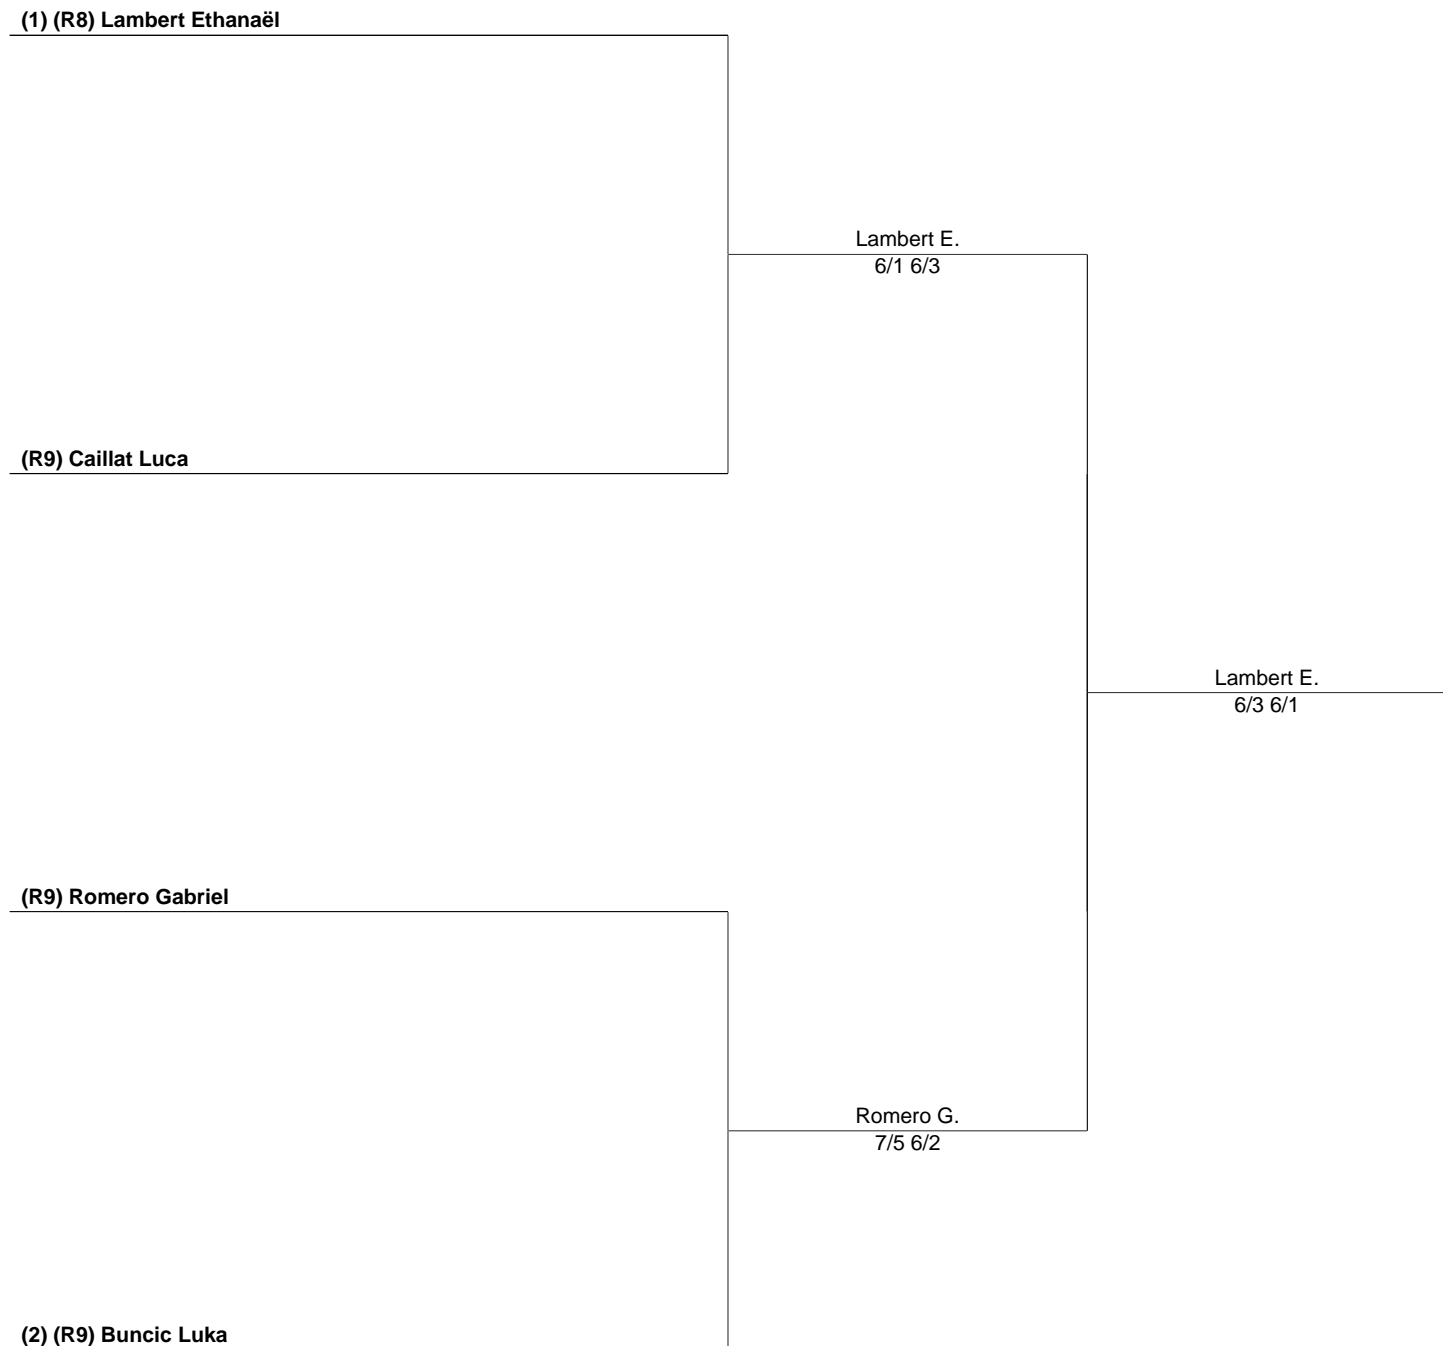 (1) (R8) Lambert Ethanaël
Lambert E.
6/1 6/3
(R9) Caillat Luca
Lambert E.
6/3 6/1
(R9) Romero Gabriel
Romero G.
7/5 6/2
(2) (R9) Buncic Luka